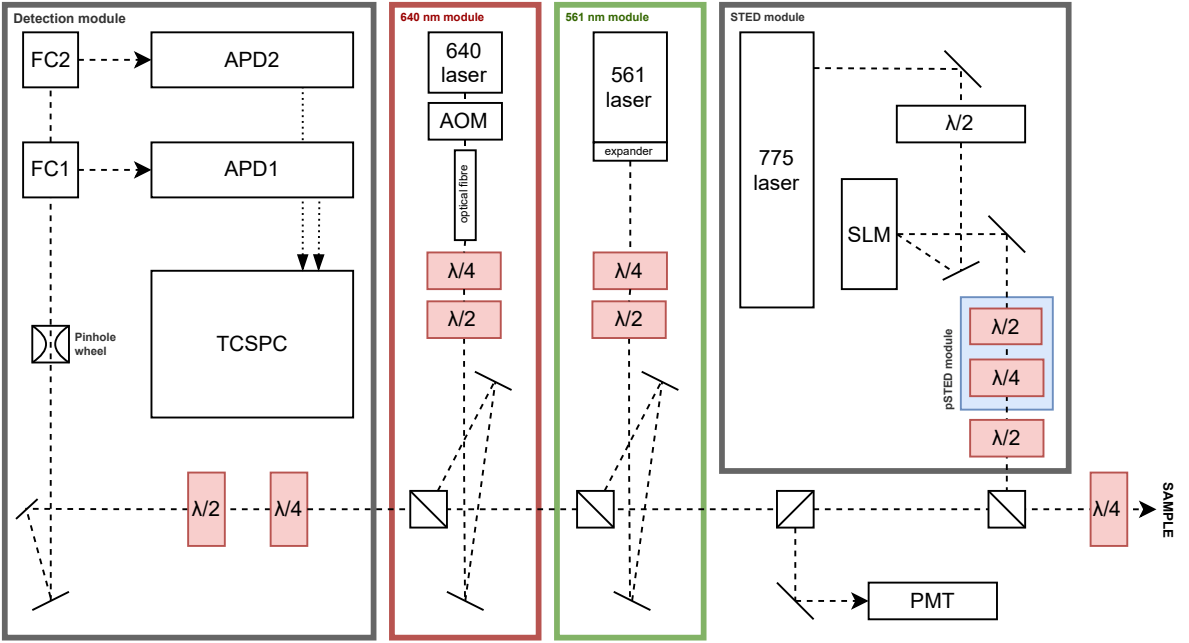 Detection module
FC2
APD2
FC1
APD1
Pinhole
wheel
TCSPC
λ/2
λ/4
640 nm module
640
laser
AOM
optical fibre
λ/4
λ/2
561 nm module
561
laser
expander
λ/4
λ/2
STED module
775
laser
λ/2
SLM
pSTED module
λ/2
λ/4
λ/2
λ/4
SAMPLE
PMT